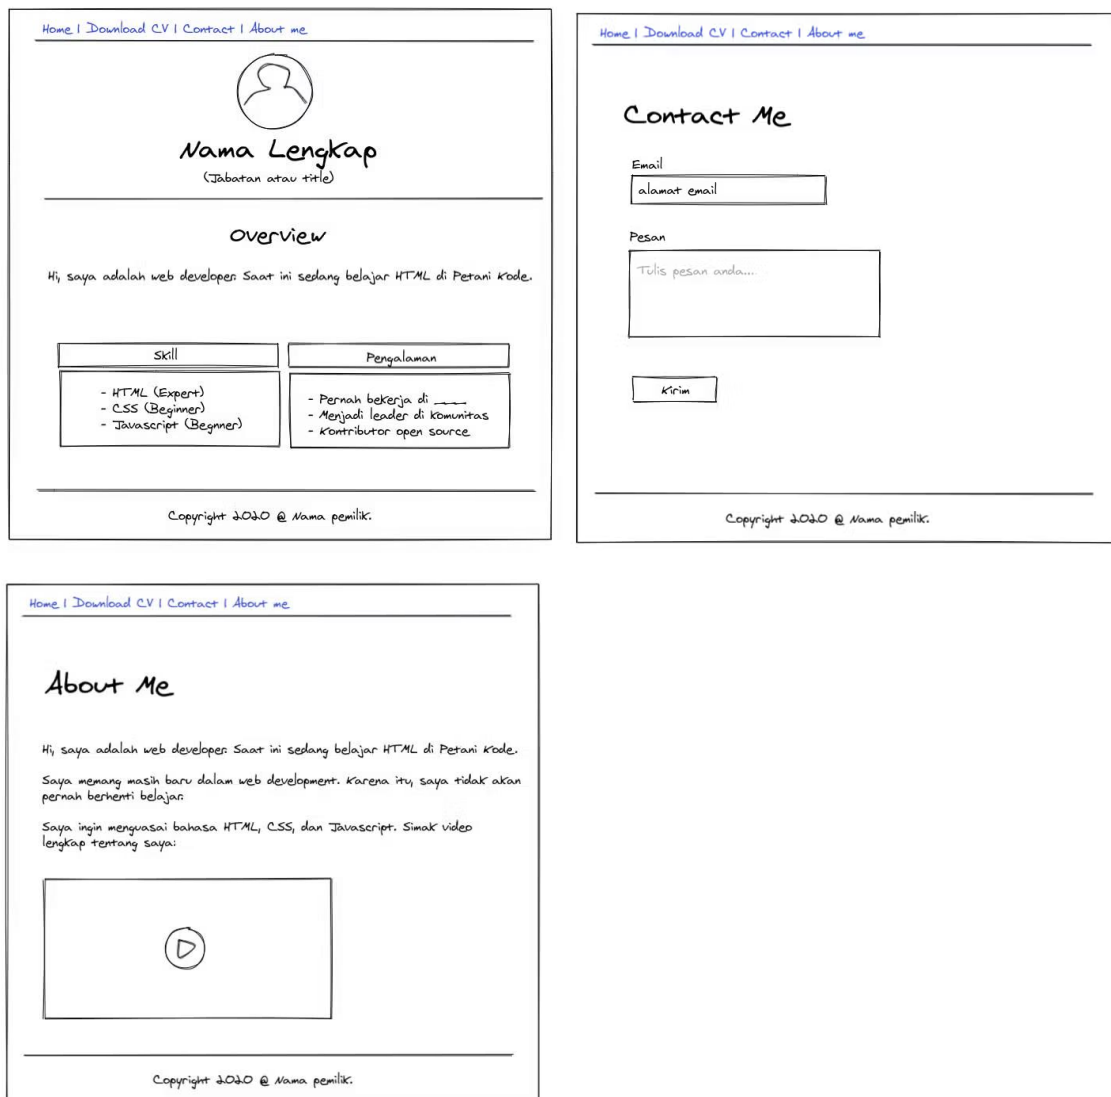 Home | Download CV | Contact | About me
Nama Lengkap
(Jabatan atau title)
Overview
Hi, saya adalah web developer. Saat ini sedang belajar HTML di Petani Kode.
Skill
- HTML (Expert)
- CSS (Beginner)
- Javascript (Begnner)
Pengalaman
- Pernah bekerja di ____
- Menjadi leader di komunitas
- Kontributor open source
Copyright 2020 @ Nama pemilik.
Home | Download CV | Contact | About me
Contact Me
Email
alamat email
Pesan
Tulis pesan anda...
Kirim
Copyright 2020 @ Nama pemilik.
Home | Download CV | Contact | About me
About Me
Hi, saya adalah web developer. Saat ini sedang belajar HTML di Petani Kode.
Saya memang masih baru dalam web development. Karena itu, saya tidak akan
pernah berhenti belajar.
Saya ingin menguasai bahasa HTML, CSS, dan Javascript. Simak video
lengkap tentang saya:
Copyright 2020 @ Nama pemilik.